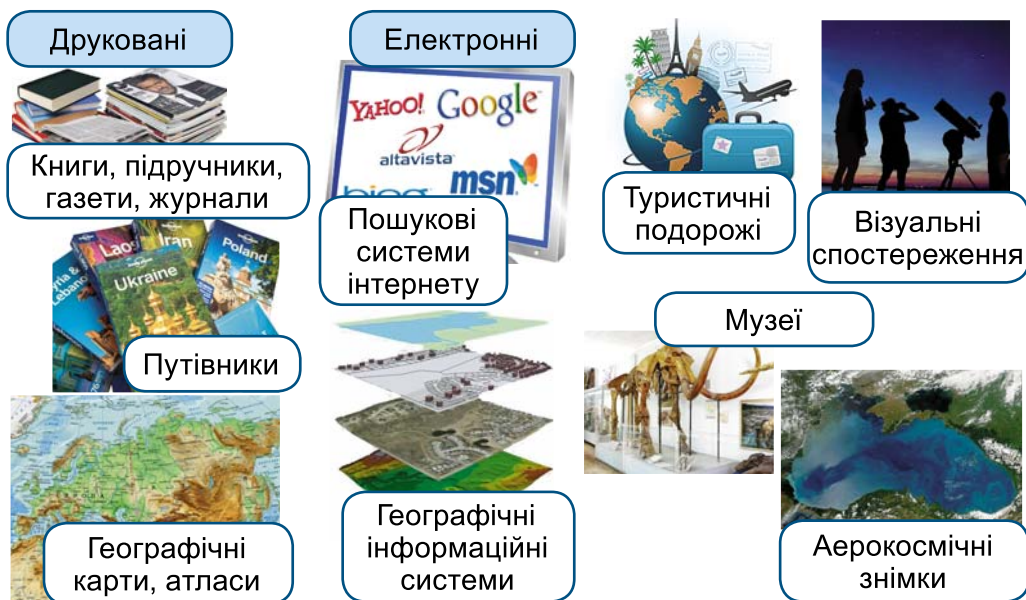 Друковані
Книги, підручники,
газети, журнали
Laos
Iran
Poland
Ukraine
Путівники
Географічні
карти, атласи
Електронні
YAHOO!
Google
altavista
msn
Пошукові
системи
інтернету
Географічні
інформаційні
системи
Туристичні
подорожі
Візуальні
спостереження
Музеї
Аерокосмічні
знімки